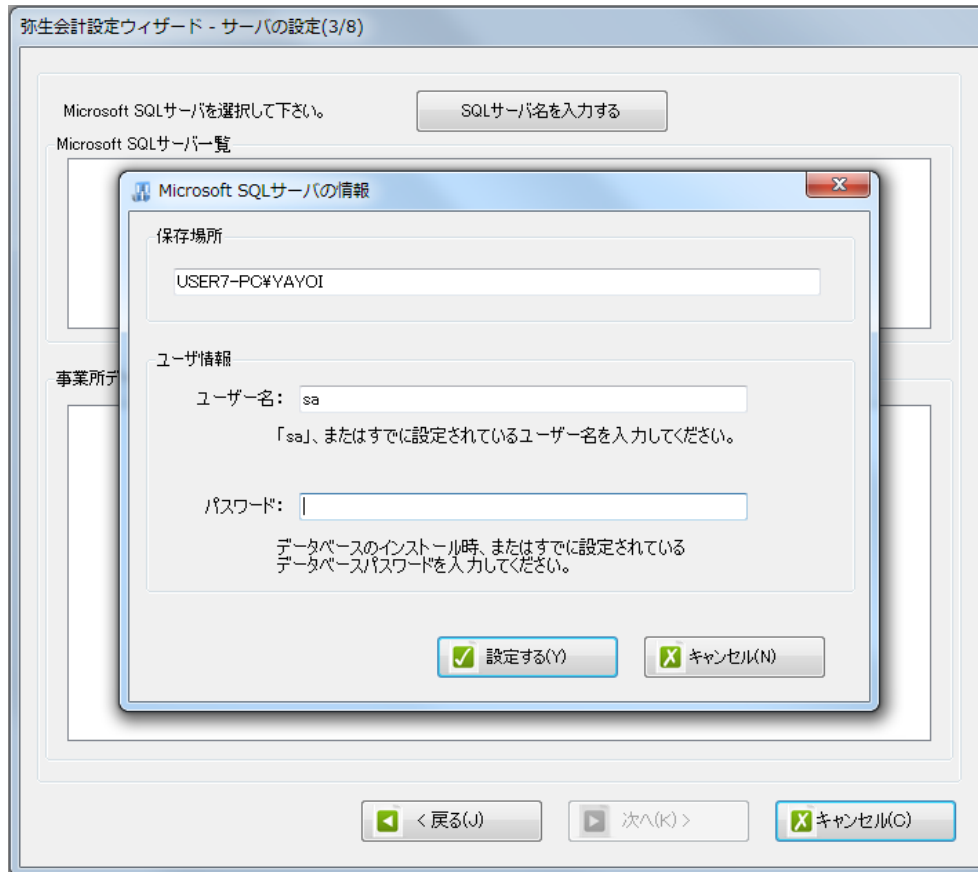 弥生会計設定ウィザード - サーバの設定(3/8)
Microsoft SQLサーバを選択して下さい。
SQLサーバ名を入力する
Microsoft SQLサーバ一覧
Microsoft SQLサーバの情報
保存場所
USER7-PC¥YAYOI
ユーザ情報
ユーザー名:
sa
「sa」、またはすでに設定されているユーザー名を入力してください。
事業所デ
パスワード:
データベースのインストール時、またはすでに設定されている
データベースパスワードを入力してください。
設定する(Y)
キャンセル(N)
< 戻る(J)
次へ(K) >
キャンセル(C)